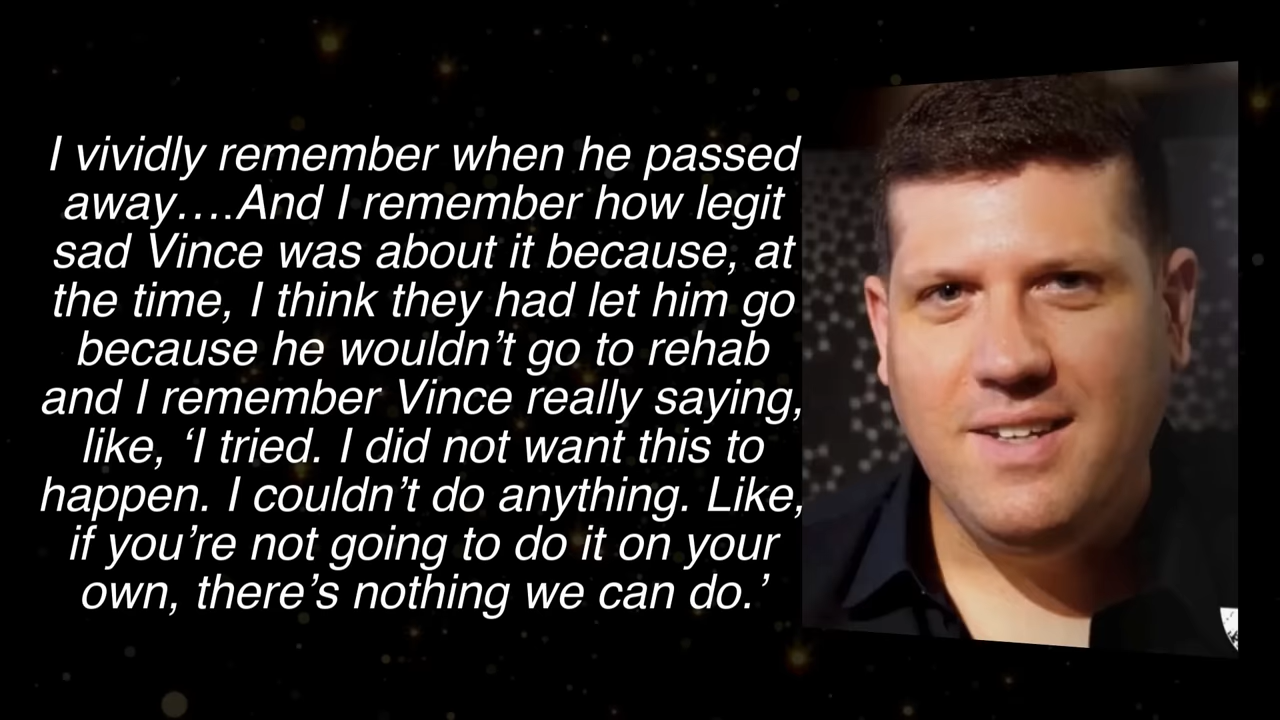 I vividly remember when he passed
away....And I remember how legit
sad Vince was about it because, at
the time, I think they had let him go
because he wouldn’t go to rehab
and I remember Vince really saying,
like, ‘I tried. I did not want this to
happen. I couldn’t do anything. Like,
if you’re not going to do it on your
own, there’s nothing we can do.’